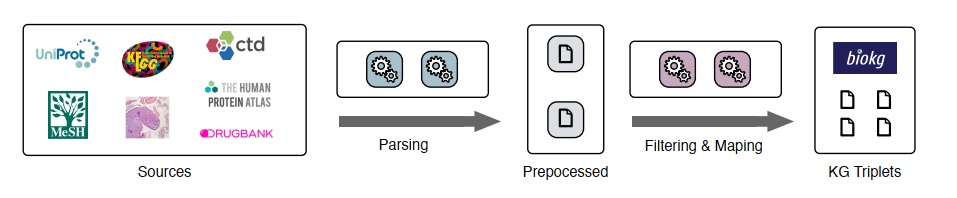 UniProt
KEGG
ctd
MeSH
THE HUMAN
PROTEIN ATLAS
DRUGBANK
Sources
Parsing
Prepocessed
Filtering & Maping
biokg
KG Triplets